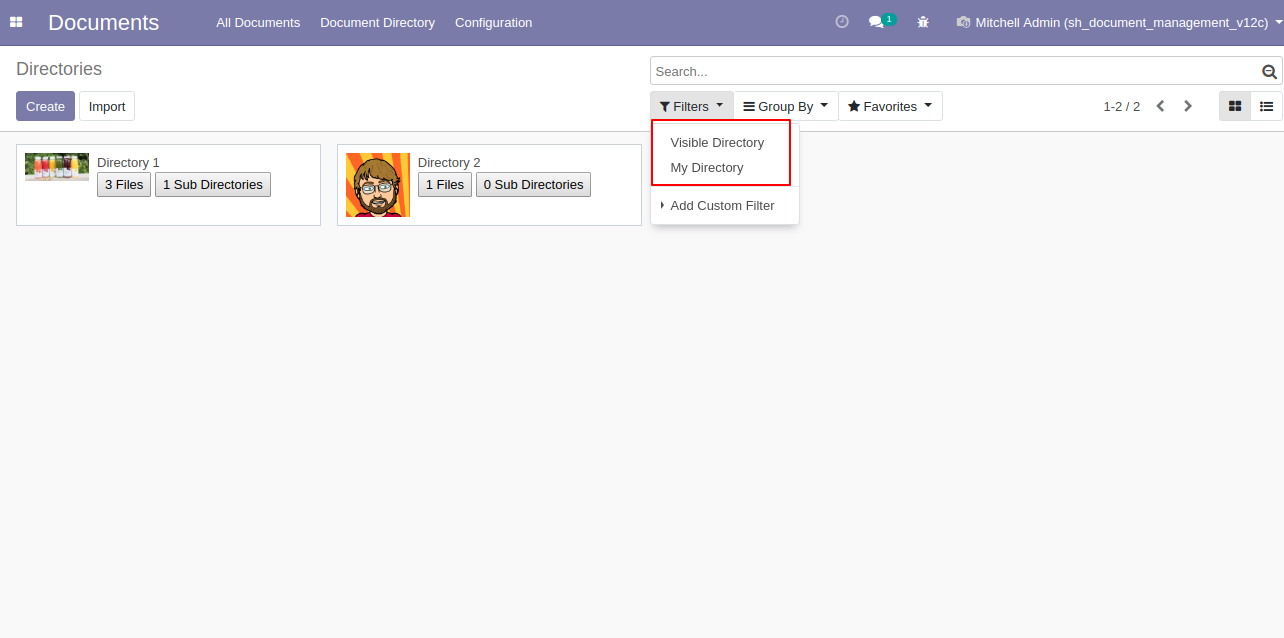 Documents All Documents Document Directory Configuration 1 Mitchell Admin (sh_document_management_v12c)
Directories
Search...
Create Import
Filters Group By Favorites 1-2 / 2
Visible Directory
My Directory
Add Custom Filter
Directory 1
3 Files 1 Sub Directories
Directory 2
1 Files 0 Sub Directories